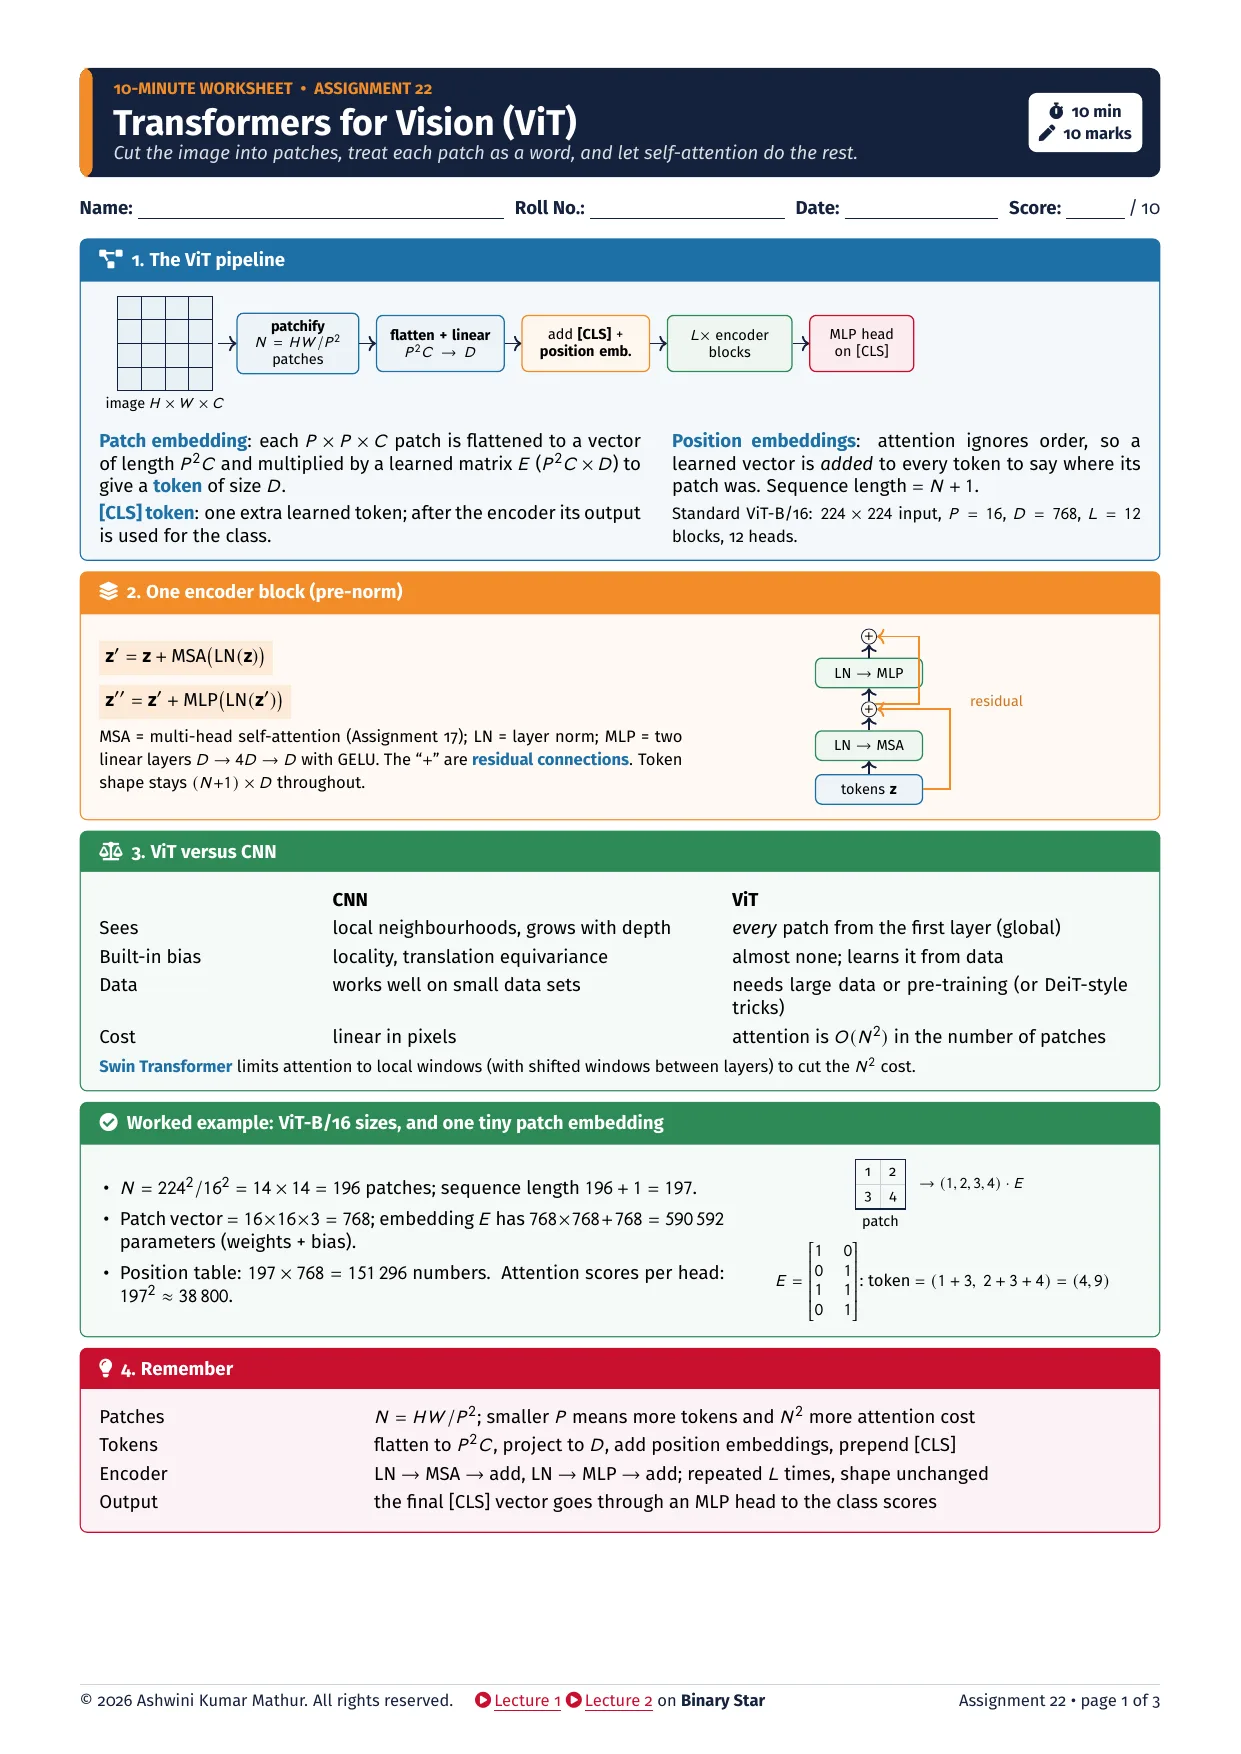 10-MINUTE WORKSHEET • ASSIGNMENT 22
Transformers for Vision (ViT)
Cut the image into patches, treat each patch as a word, and let self-attention do the rest.
10 min
10 marks
Name: Roll No.: Date: Score: / 10
1. The ViT pipeline
patchify
N = HW/P²
patches
flatten + linear
P²C → D
add [CLS] +
position emb.
L× encoder
blocks
MLP head
on [CLS]
image H × W × C
Patch embedding: each P × P × C patch is flattened to a vector
of length P²C and multiplied by a learned matrix E (P²C × D) to
give a token of size D.
[CLS] token: one extra learned token; after the encoder its output
is used for the class.
Position embeddings: attention ignores order, so a
learned vector is added to every token to say where its
patch was. Sequence length = N + 1.
Standard ViT-B/16: 224 × 224 input, P = 16, D = 768, L = 12
blocks, 12 heads.
2. One encoder block (pre-norm)
z′ = z + MSA(LN(z))
z′′ = z′ + MLP(LN(z′))
MSA = multi-head self-attention (Assignment 17); LN = layer norm; MLP = two
linear layers D → 4D → D with GELU. The “+” are residual connections. Token
shape stays (N+1) × D throughout.
+
LN → MLP
+
residual
LN → MSA
tokens z
3. ViT versus CNN
CNN ViT
Sees local neighbourhoods, grows with depth every patch from the first layer (global)
Built-in bias locality, translation equivariance almost none; learns it from data
Data works well on small data sets needs large data or pre-training (or DeiT-style
tricks)
Cost linear in pixels attention is O(N²) in the number of patches
Swin Transformer limits attention to local windows (with shifted windows between layers) to cut the N² cost.
Worked example: ViT-B/16 sizes, and one tiny patch embedding
• N = 224²/16² = 14 × 14 = 196 patches; sequence length 196 + 1 = 197.
• Patch vector = 16×16×3 = 768; embedding E has 768×768+768 = 590 592
parameters (weights + bias).
• Position table: 197 × 768 = 151 296 numbers. Attention scores per head:
197² ≈ 38 800.
1 2
3 4
→ (1, 2, 3, 4) · E
patch
E = [1 0
0 1
1 1
0 1] : token = (1 + 3, 2 + 3 + 4) = (4, 9)
4. Remember
Patches N = HW/P²; smaller P means more tokens and N² more attention cost
Tokens flatten to P²C, project to D, add position embeddings, prepend [CLS]
Encoder LN → MSA → add, LN → MLP → add; repeated L times, shape unchanged
Output the final [CLS] vector goes through an MLP head to the class scores
© 2026 Ashwini Kumar Mathur. All rights reserved. Lecture 1 Lecture 2 on Binary Star Assignment 22 • page 1 of 3